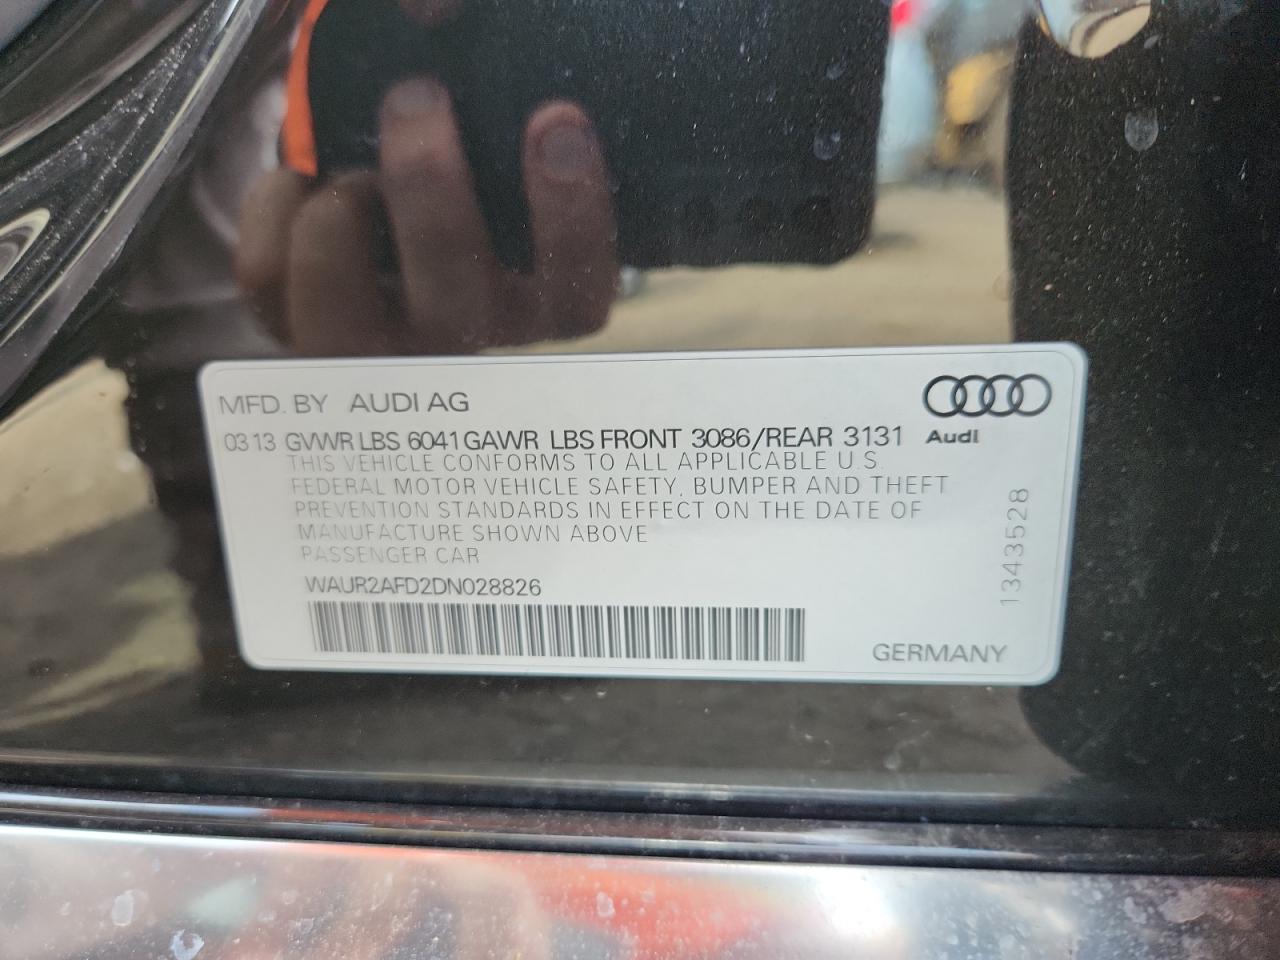 MFD. BY AUDI AG
03 13 GVWR LBS 6041 GAWR LBS FRONT 3086/REAR 3131
Audi
THIS VEHICLE CONFORMS TO ALL APPLICABLE U.S.
FEDERAL MOTOR VEHICLE SAFETY, BUMPER AND THEFT
PREVENTION STANDARDS IN EFFECT ON THE DATE OF
MANUFACTURE SHOWN ABOVE
PASSENGER CAR
WAUR2AFD2DN028826
1343528
GERMANY